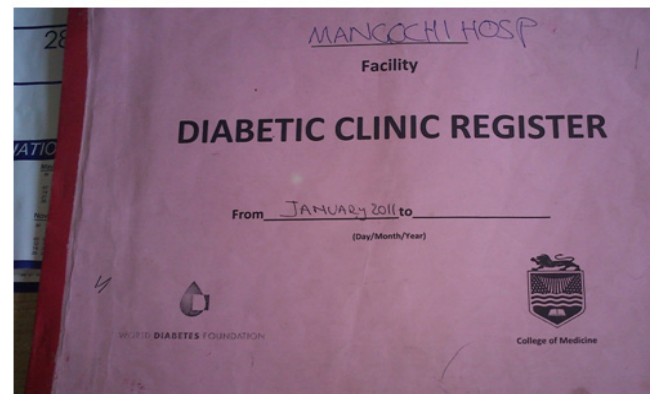 MANGOCHI HOSP
Facility
DIABETIC CLINIC REGISTER
From JANUARY 2011 to
(Day/Month/Year)
WORLD DIABETES FOUNDATION
College of Medicine
28